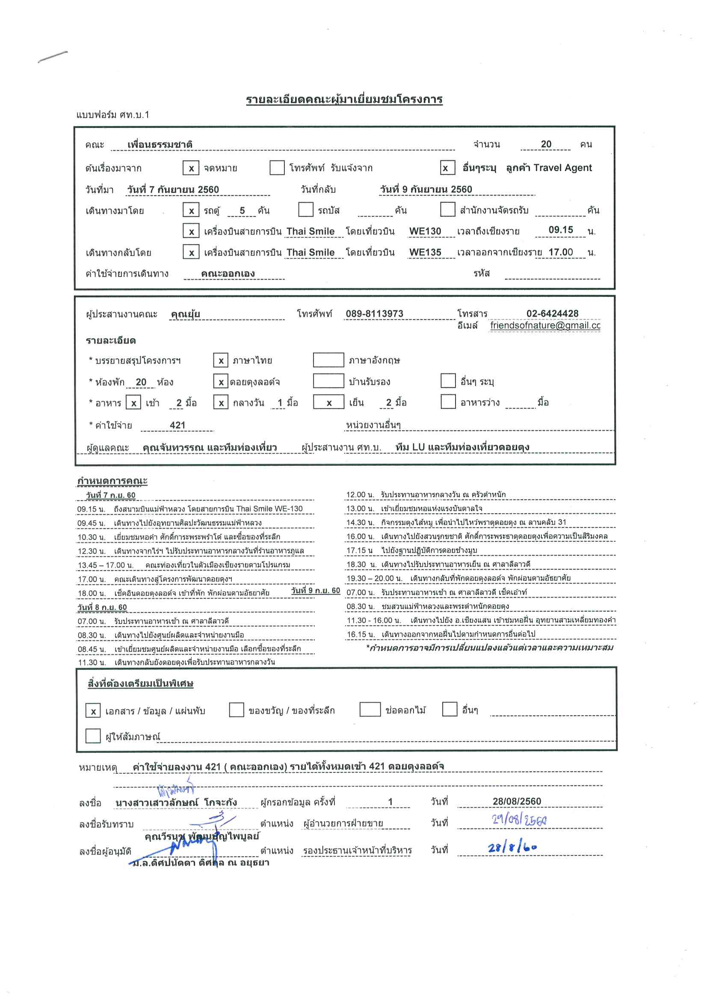 รายละเอียดคณะผู้มาเยี่ยมชมโครงการ
แบบฟอร์ม ศท.บ.1
คณะ เพื่อนธรรมชาติ จำนวน 20 คน
ต้นเรื่องมาจาก x จดหมาย โทรศัพท์ รับแจ้งจาก x อื่นๆระบุ ลูกค้า Travel Agent
วันที่มา วันที่ 7 กันยายน 2560 วันที่กลับ วันที่ 9 กันยายน 2560
เดินทางมาโดย x รถตู้ 5 คัน รถบัส คัน สำนักงานจัดรถรับ คัน
x เครื่องบินสายการบิน Thai Smile โดยเที่ยวบิน WE130 เวลาถึงเชียงราย 09.15 น.
เดินทางกลับโดย x เครื่องบินสายการบิน Thai Smile โดยเที่ยวบิน WE135 เวลาออกจากเชียงราย 17.00 น.
ค่าใช้จ่ายการเดินทาง คณะออกเอง รหัส
ผู้ประสานงานคณะ คุณยุ้ย โทรศัพท์ 089-8113973 โทรสาร 02-6424428
อีเมล์ friendsofnature@gmail.cc
รายละเอียด
* บรรยายสรุปโครงการฯ x ภาษาไทย ภาษาอังกฤษ
* ห้องพัก 20 ห้อง x ดอยตุงลอด์จ บ้านรับรอง อื่นๆ ระบุ
* อาหาร x เช้า 2 มื้อ x กลางวัน 1 มื้อ x เย็น 2 มื้อ อาหารว่าง มื้อ
* ค่าใช้จ่าย 421 หน่วยงานอื่นๆ
ผู้ดูแลคณะ คุณจันทวรรณ และทีมท่องเที่ยว ผู้ประสานงาน ศท.บ. ทีม LU และทีมท่องเที่ยวดอยตุง
กำหนดการคณะ
วันที่ 7 ก.ย. 60
09.15 น. ถึงสนามบินแม่ฟ้าหลวง โดยสายการบิน Thai Smile WE-130
09.45 น. เดินทางไปยังอุทยานศิลปะวัฒนธรรมแม่ฟ้าหลวง
10.30 น. เยี่ยมชมหอคำ ศักดิ์การะพระพร้าโต้ และซื้อของที่ระลึก
12.30 น. เดินทางจากไร่ฯ ไปรับประทานอาหารกลางวันที่ร้านอาหารภูแล
13.45 – 17.00 น. คณะท่องเที่ยวในตัวเมืองเชียงรายตามโปรแกรม
17.00 น. คณะเดินทางสู่โครงการพัฒนาดอยตุงฯ
18.00 น. เช็คอินดอยตุงลอด์จ เข้าที่พัก พักผ่อนตามอัธยาศัย
วันที่ 8 ก.ย. 60
07.00 น. รับประทานอาหารเช้า ณ ศาลาลีลาวดี
08.30 น. เดินทางไปยังศูนย์ผลิตและจำหน่ายงานมือ
08.45 น. เข้าเยี่ยมชมศูนย์ผลิตและจำหน่ายงานมือ เลือกซื้อของที่ระลึก
11.30 น. เดินทางกลับยังดอยตุงเพื่อรับประทานอาหารกลางวัน
12.00 น. รับประทานอาหารกลางวัน ณ ครัวตำหนัก
13.00 น. เข้าเยี่ยมชมหอแห่งแรงบันดาลใจ
14.30 น. กิจกรรมตุงไส้หมู เพื่อนำไปไหว้พราตุดอยตุง ณ ลานคลับ 31
16.00 น. เดินทางไปยังสวนรุกขชาติ ศักดิ์การะพระธาตุดอยตุงเพื่อความเป็นสิริมงคล
17.15 น ไปยังฐานปฏิบัติการดอยช้างมูบ
18.30 น. เดินทางไปรับประทานอาหารเย็น ณ ศาลาลีลาวดี
19.30 – 20.00 น. เดินทางกลับที่พักดอยตุงลอด์จ พักผ่อนตามอัธยาศัย
วันที่ 9 ก.ย. 60 07.00 น. รับประทานอาหารเช้า ณ ศาลาลีลาวดี เช็คเอ้าท์
08.30 น. ชมสวนแม่ฟ้าหลวงและพระตำหนักดอยตุง
11.30 - 16.00 น. เดินทางไปยัง อ.เชียงแสน เข้าชมหอฝิ่น อุทยานสามเหลี่ยมทองคำ
16.15 น. เดินทางออกจากหอฝิ่นไปตามกำหนดการอื่นต่อไป
*กำหนดการอาจมีการเปลี่ยนแปลงแล้วแต่เวลาและความเหมาะสม
สิ่งที่ต้องเตรียมเป็นพิเศษ
x เอกสาร / ข้อมูล / แผ่นพับ ของขวัญ / ของที่ระลึก ช่อดอกไม้ อื่นๆ
ผู้ให้สัมภาษณ์
หมายเหตุ ค่าใช้จ่ายลงงาน 421 ( คณะออกเอง) รายได้ทั้งหมดเข้า 421 ดอยตุงลอด์จ
ลงชื่อ นางสาวเสาวลักษณ์ โกจะกัง ผู้กรอกข้อมูล ครั้งที่ 1 วันที่ 28/08/2560
ลงชื่อรับทราบ ตำแหน่ง ผู้อำนวยการฝ่ายขาย วันที่ 29/08/2560
คุณวีรนุช พัฒนบุญไพบูลย์
ลงชื่อผู้อนุมัติ ตำแหน่ง รองประธานเจ้าหน้าที่บริหาร วันที่ 28/8/60
ม.ล.ดิศปนัดดา ดิศกุล ณ อยุธยา